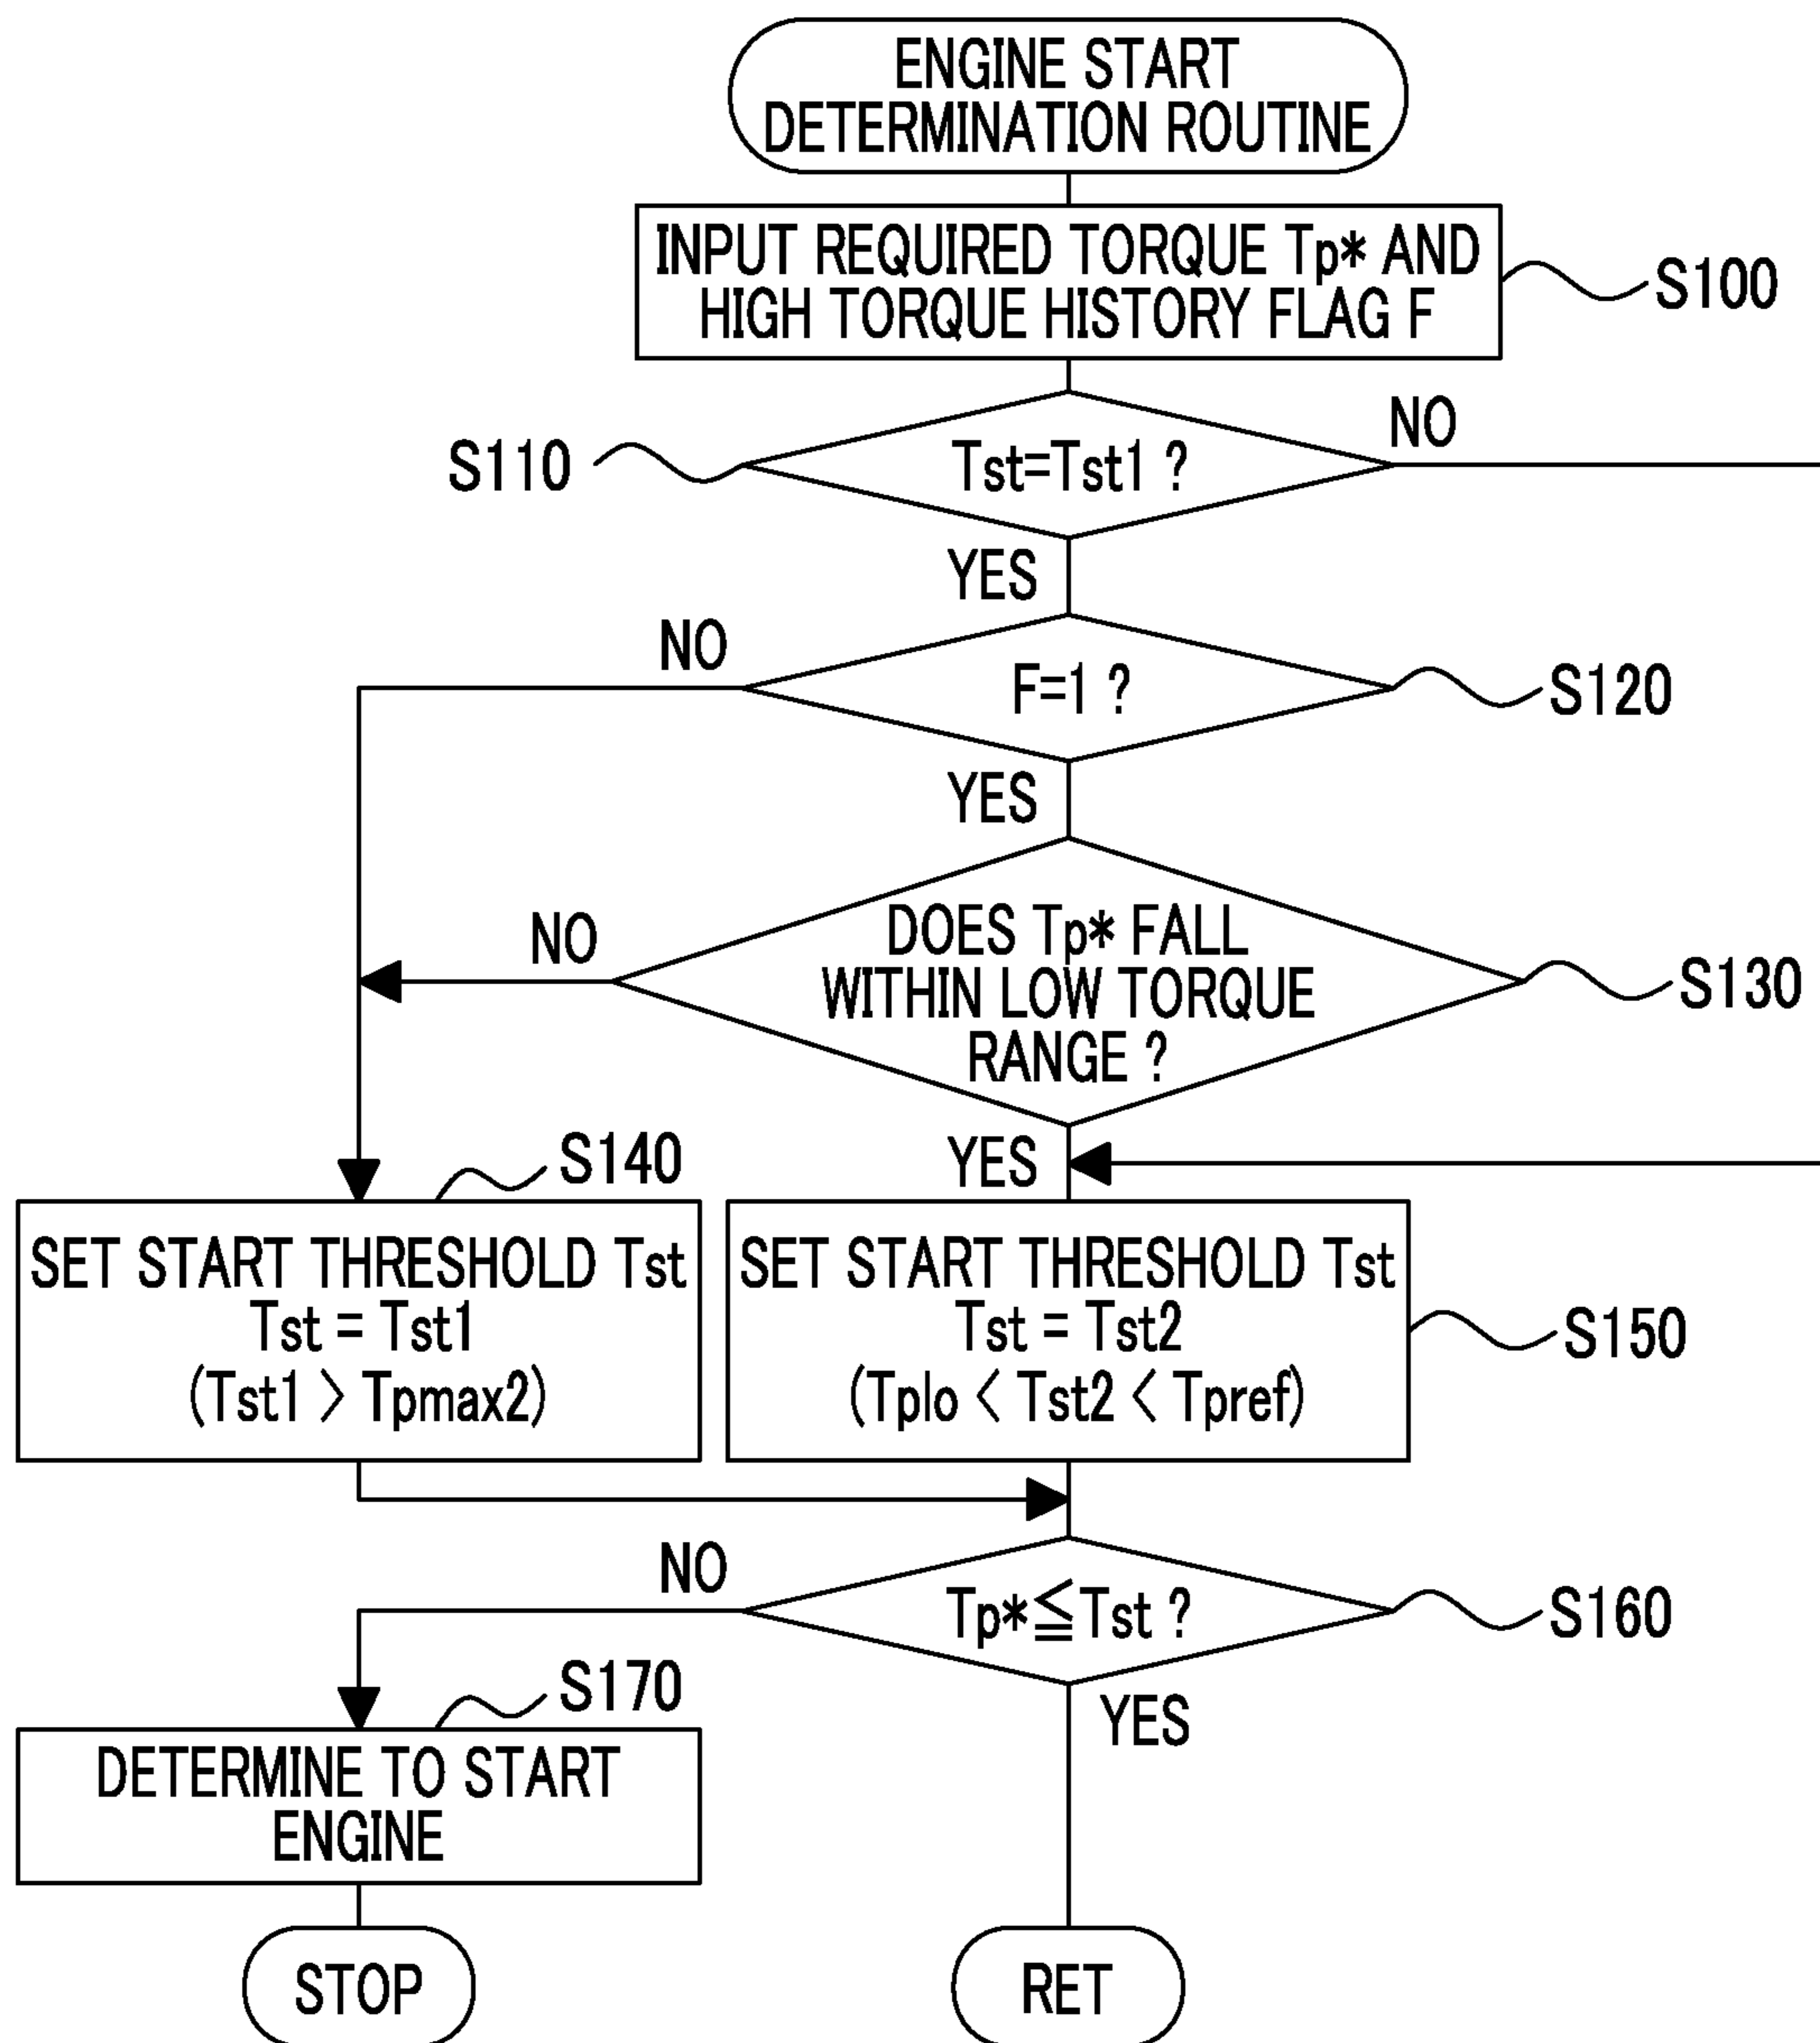 ENGINE START
DETERMINATION ROUTINE
INPUT REQUIRED TORQUE Tp* AND
HIGH TORQUE HISTORY FLAG F
S100
S110
Tst=Tst1 ?
NO
YES
NO
F=1 ?
S120
YES
NO
DOES Tp* FALL
WITHIN LOW TORQUE
RANGE ?
S130
YES
S140
SET START THRESHOLD Tst
Tst = Tst1
(Tst1 > Tpmax2)
SET START THRESHOLD Tst
Tst = Tst2
(Tplo < Tst2 < Tpref)
S150
NO
Tp*≦Tst ?
S160
YES
S170
DETERMINE TO START
ENGINE
STOP
RET